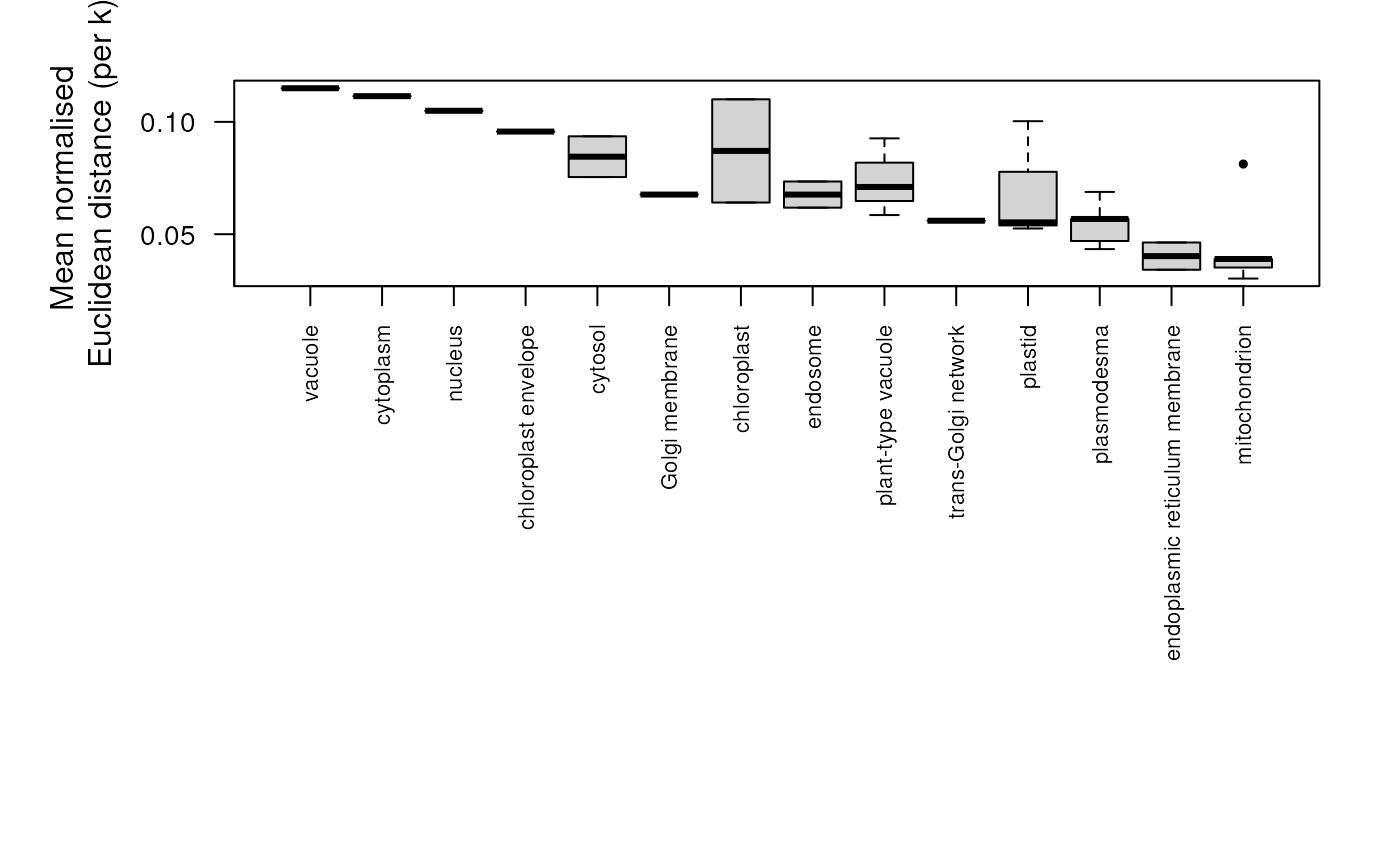 Mean normalised
Euclidean distance (per k)
0.10
0.05
vacuole
cytoplasm
nucleus
chloroplast envelope
cytosol
Golgi membrane
chloroplast
endosome
plant-type vacuole
trans-Golgi network
plastid
plasmodesma
endoplasmic reticulum membrane
mitochondrion